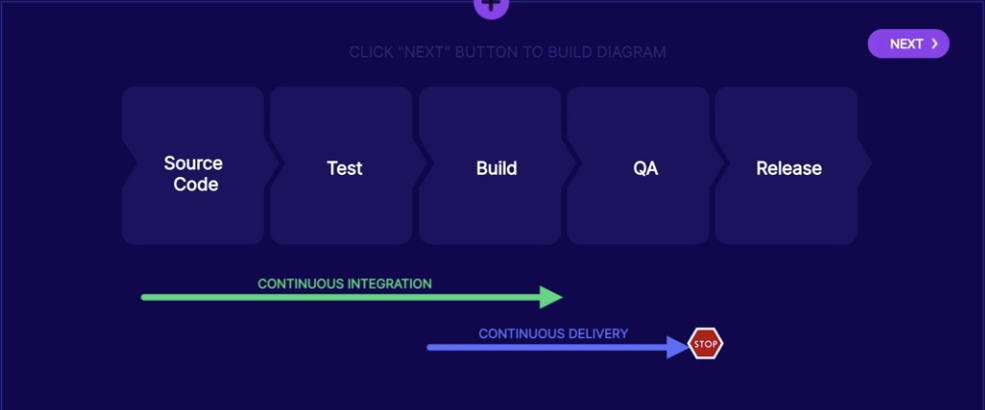 NEXT
CLICK "NEXT" BUTTON TO BUILD DIAGRAM
Source
Code
Test
Build
QA
Release
CONTINUOUS INTEGRATION
CONTINUOUS DELIVERY
STOP